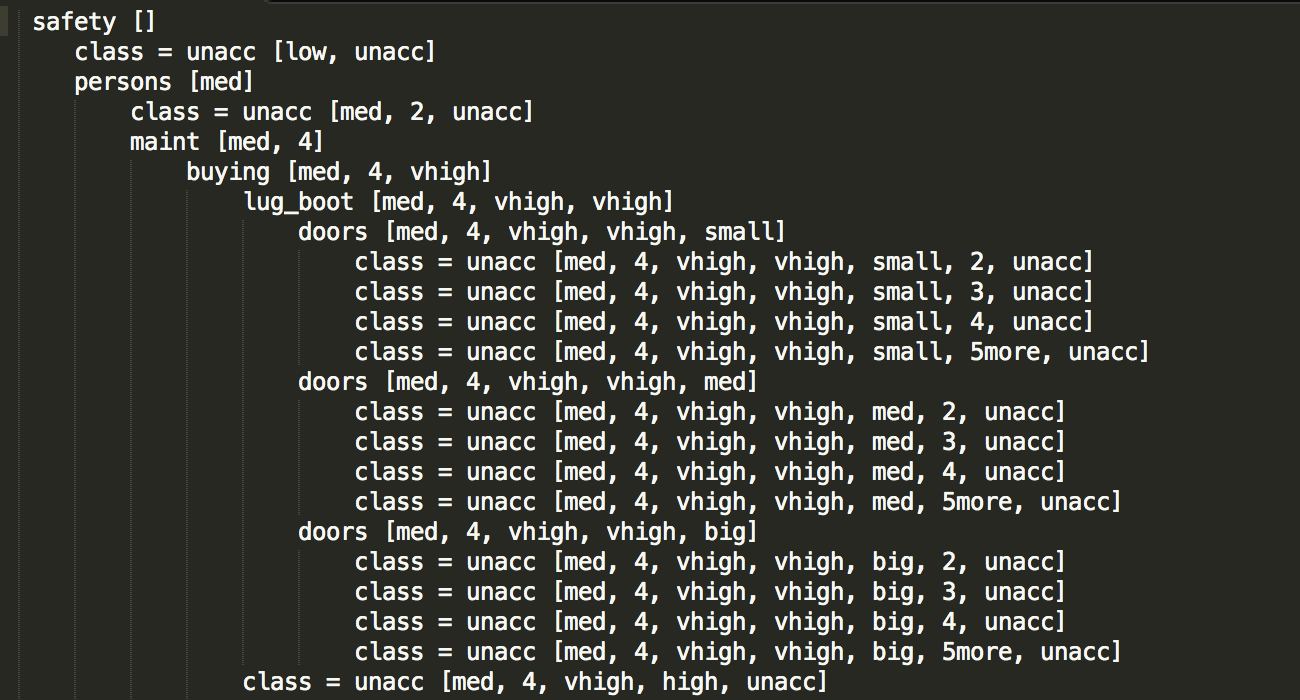 safety []
class = unacc [low, unacc]
persons [med]
class = unacc [med, 2, unacc]
maint [med, 4]
buying [med, 4, vhigh]
lug_boot [med, 4, vhigh, vhigh]
doors [med, 4, vhigh, vhigh, small]
class = unacc [med, 4, vhigh, vhigh, small, 2, unacc]
class = unacc [med, 4, vhigh, vhigh, small, 3, unacc]
class = unacc [med, 4, vhigh, vhigh, small, 4, unacc]
class = unacc [med, 4, vhigh, vhigh, small, 5more, unacc]
doors [med, 4, vhigh, vhigh, med]
class = unacc [med, 4, vhigh, vhigh, med, 2, unacc]
class = unacc [med, 4, vhigh, vhigh, med, 3, unacc]
class = unacc [med, 4, vhigh, vhigh, med, 4, unacc]
class = unacc [med, 4, vhigh, vhigh, med, 5more, unacc]
doors [med, 4, vhigh, vhigh, big]
class = unacc [med, 4, vhigh, vhigh, big, 2, unacc]
class = unacc [med, 4, vhigh, vhigh, big, 3, unacc]
class = unacc [med, 4, vhigh, vhigh, big, 4, unacc]
class = unacc [med, 4, vhigh, vhigh, big, 5more, unacc]
class = unacc [med, 4, vhigh, high, unacc]